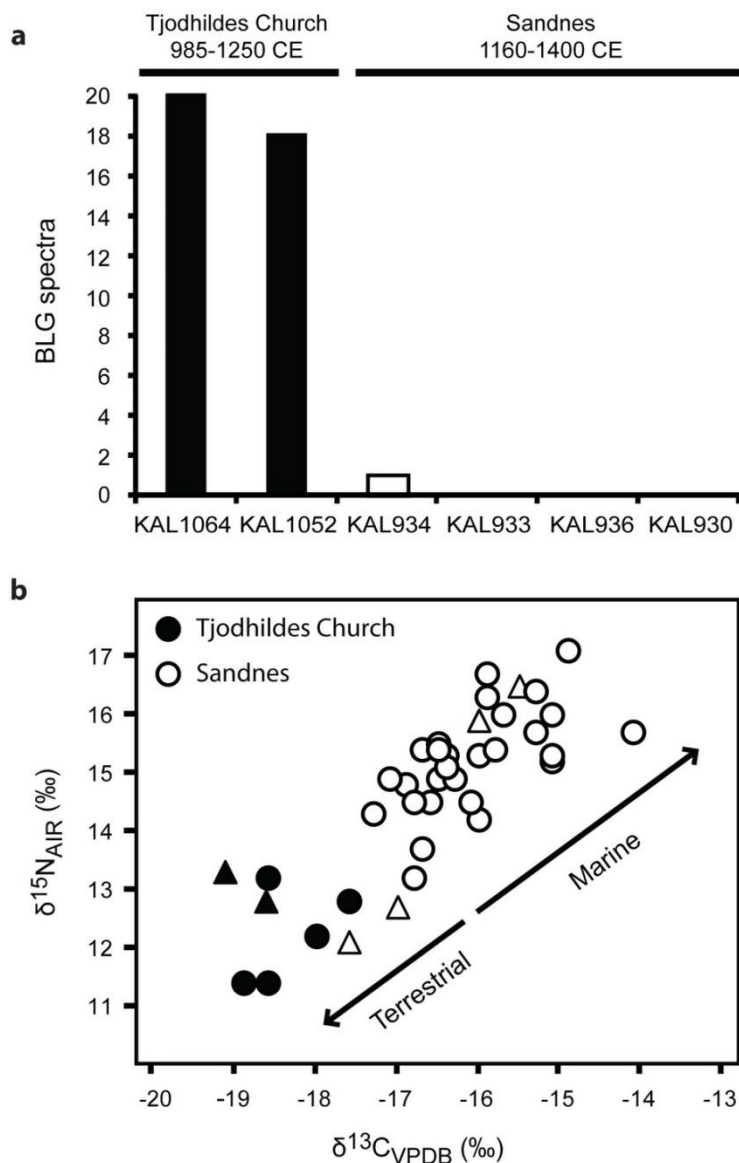 a
Tjodhildes Church
985-1250 CE
Sandnes
1160-1400 CE
BLG spectra
20
18
16
14
12
10
8
6
4
2
0
KAL1064 KAL1052 KAL934 KAL933 KAL936 KAL930
b
Tjodhildes Church
Sandnes
δ¹⁵N_AIR (‰)
17
16
15
14
13
12
11
Marine
Terrestrial
-20 -19 -18 -17 -16 -15 -14 -13
δ¹³C_VPDB (‰)